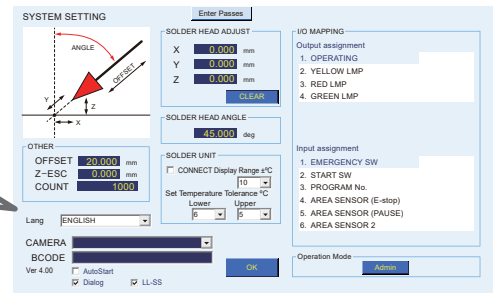 SYSTEM SETTING
Enter Passes
ANGLE
OFFSET
Y
Z
X
SOLDER HEAD ADJUST
X 0.000 mm
Y 0.000 mm
Z 0.000 mm
CLEAR
SOLDER HEAD ANGLE
45.000 deg
OTHER
OFFSET 20.000 mm
Z-ESC 0.000 mm
COUNT 1000
SOLDER UNIT
CONNECT Display Range ±ºC
10
Set Temperature Tolerance ºC
Lower Upper
6 5
Lang ENGLISH
CAMERA
BCODE
Ver 4.00 AutoStart
Dialog LL-SS
OK
I/O MAPPING
Output assignment
1. OPERATING
2. YELLOW LMP
3. RED LMP
4. GREEN LMP
Input assignment
1. EMERGENCY SW
2. START SW
3. PROGRAM No.
4. AREA SENSOR (E-stop)
5. AREA SENSOR (PAUSE)
6. AREA SENSOR 2
Operation Mode
Admin